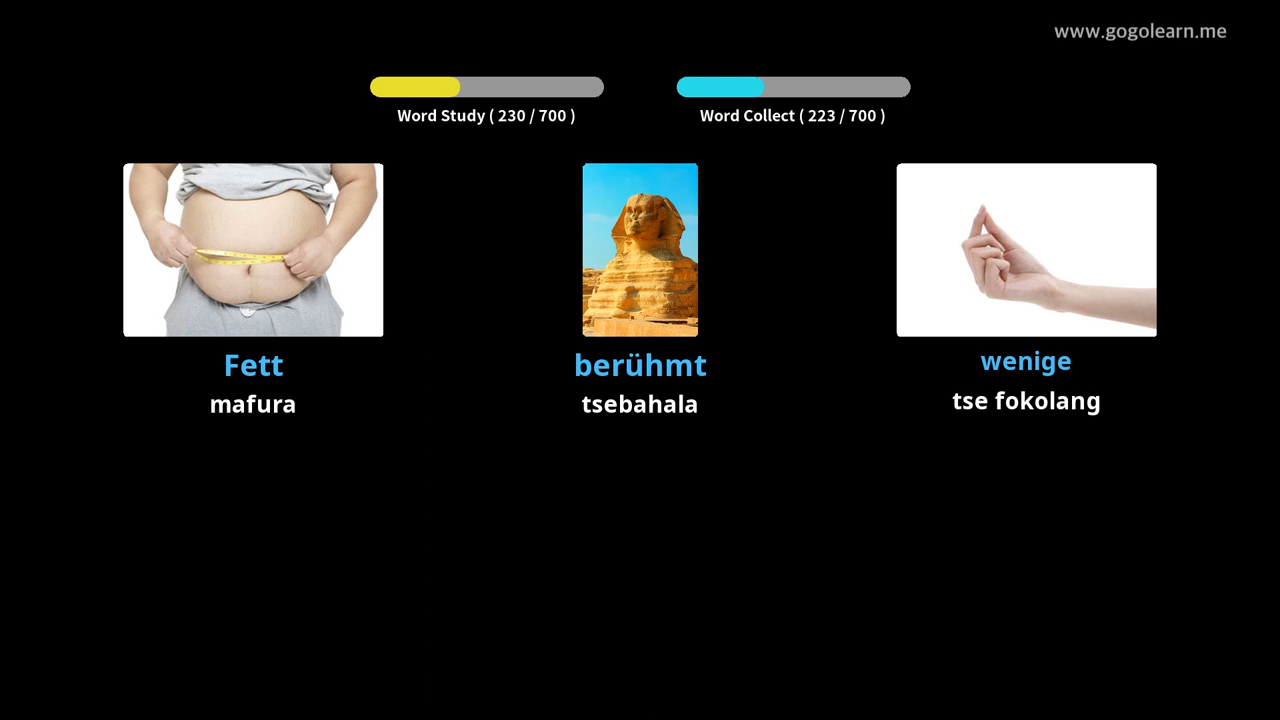 www.gogolearn.me
Word Study ( 230 / 700 )
Word Collect ( 223 / 700 )
Fett
mafura
berühmt
tsebahala
wenige
tse fokolang